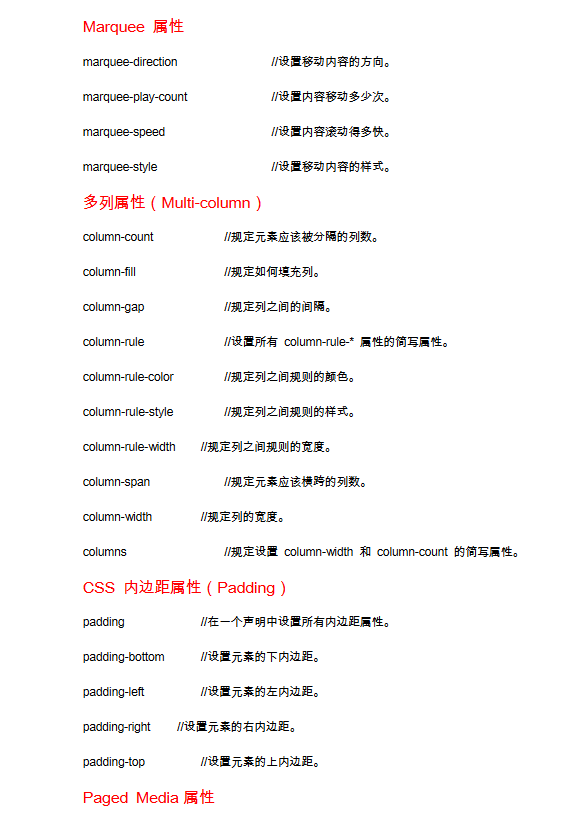 Marquee 属性
marquee-direction //设置移动内容的方向。
marquee-play-count //设置内容移动多少次。
marquee-speed //设置内容滚动得多快。
marquee-style //设置移动内容的样式。
多列属性（Multi-column）
column-count //规定元素应该被分隔的列数。
column-fill //规定如何填充列。
column-gap //规定列之间的间隔。
column-rule //设置所有 column-rule-* 属性的简写属性。
column-rule-color //规定列之间规则的颜色。
column-rule-style //规定列之间规则的样式。
column-rule-width //规定列之间规则的宽度。
column-span //规定元素应该横跨的列数。
column-width //规定列的宽度。
columns //规定设置 column-width 和 column-count 的简写属性。
CSS 内边距属性（Padding）
padding //在一个声明中设置所有内边距属性。
padding-bottom //设置元素的下内边距。
padding-left //设置元素的左内边距。
padding-right //设置元素的右内边距。
padding-top //设置元素的上内边距。
Paged Media 属性